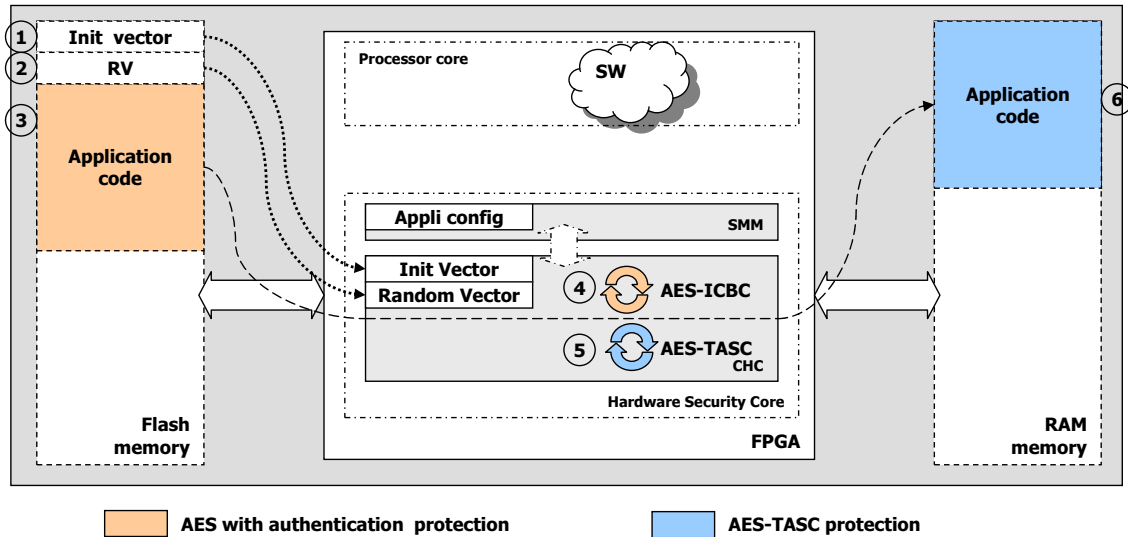 1
Init vector
2
RV
3
Application
code
Flash
memory
Processor core
SW
Appli config
SMM
Init Vector
Random Vector
4
AES-ICBC
5
AES-TASC
CHC
Hardware Security Core
FPGA
Application
code
6
RAM
memory
AES with authentication protection
AES-TASC protection